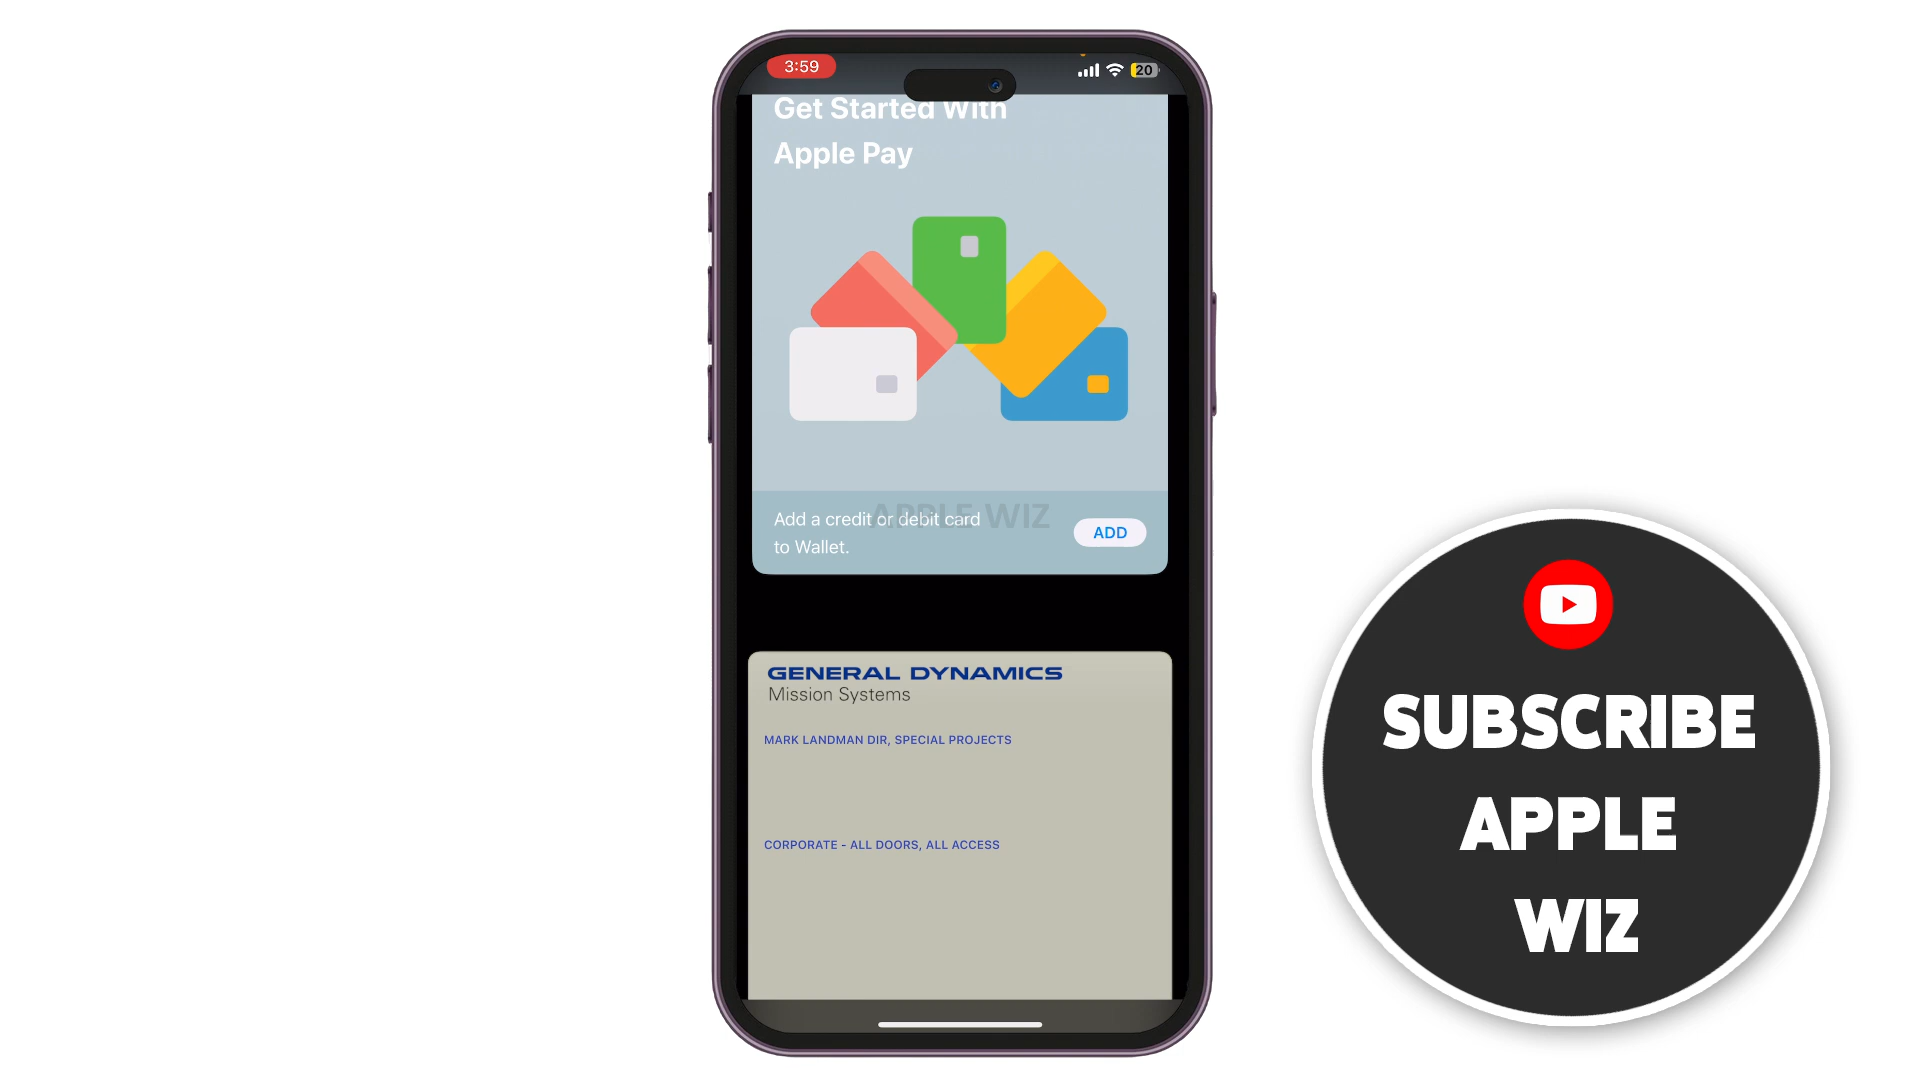 3:59
20
Get Started With
Apple Pay
APPLE WIZ
Add a credit or debit card
to Wallet.
ADD
GENERAL DYNAMICS
Mission Systems
MARK LANDMAN DIR, SPECIAL PROJECTS
CORPORATE - ALL DOORS, ALL ACCESS
SUBSCRIBE
APPLE
WIZ